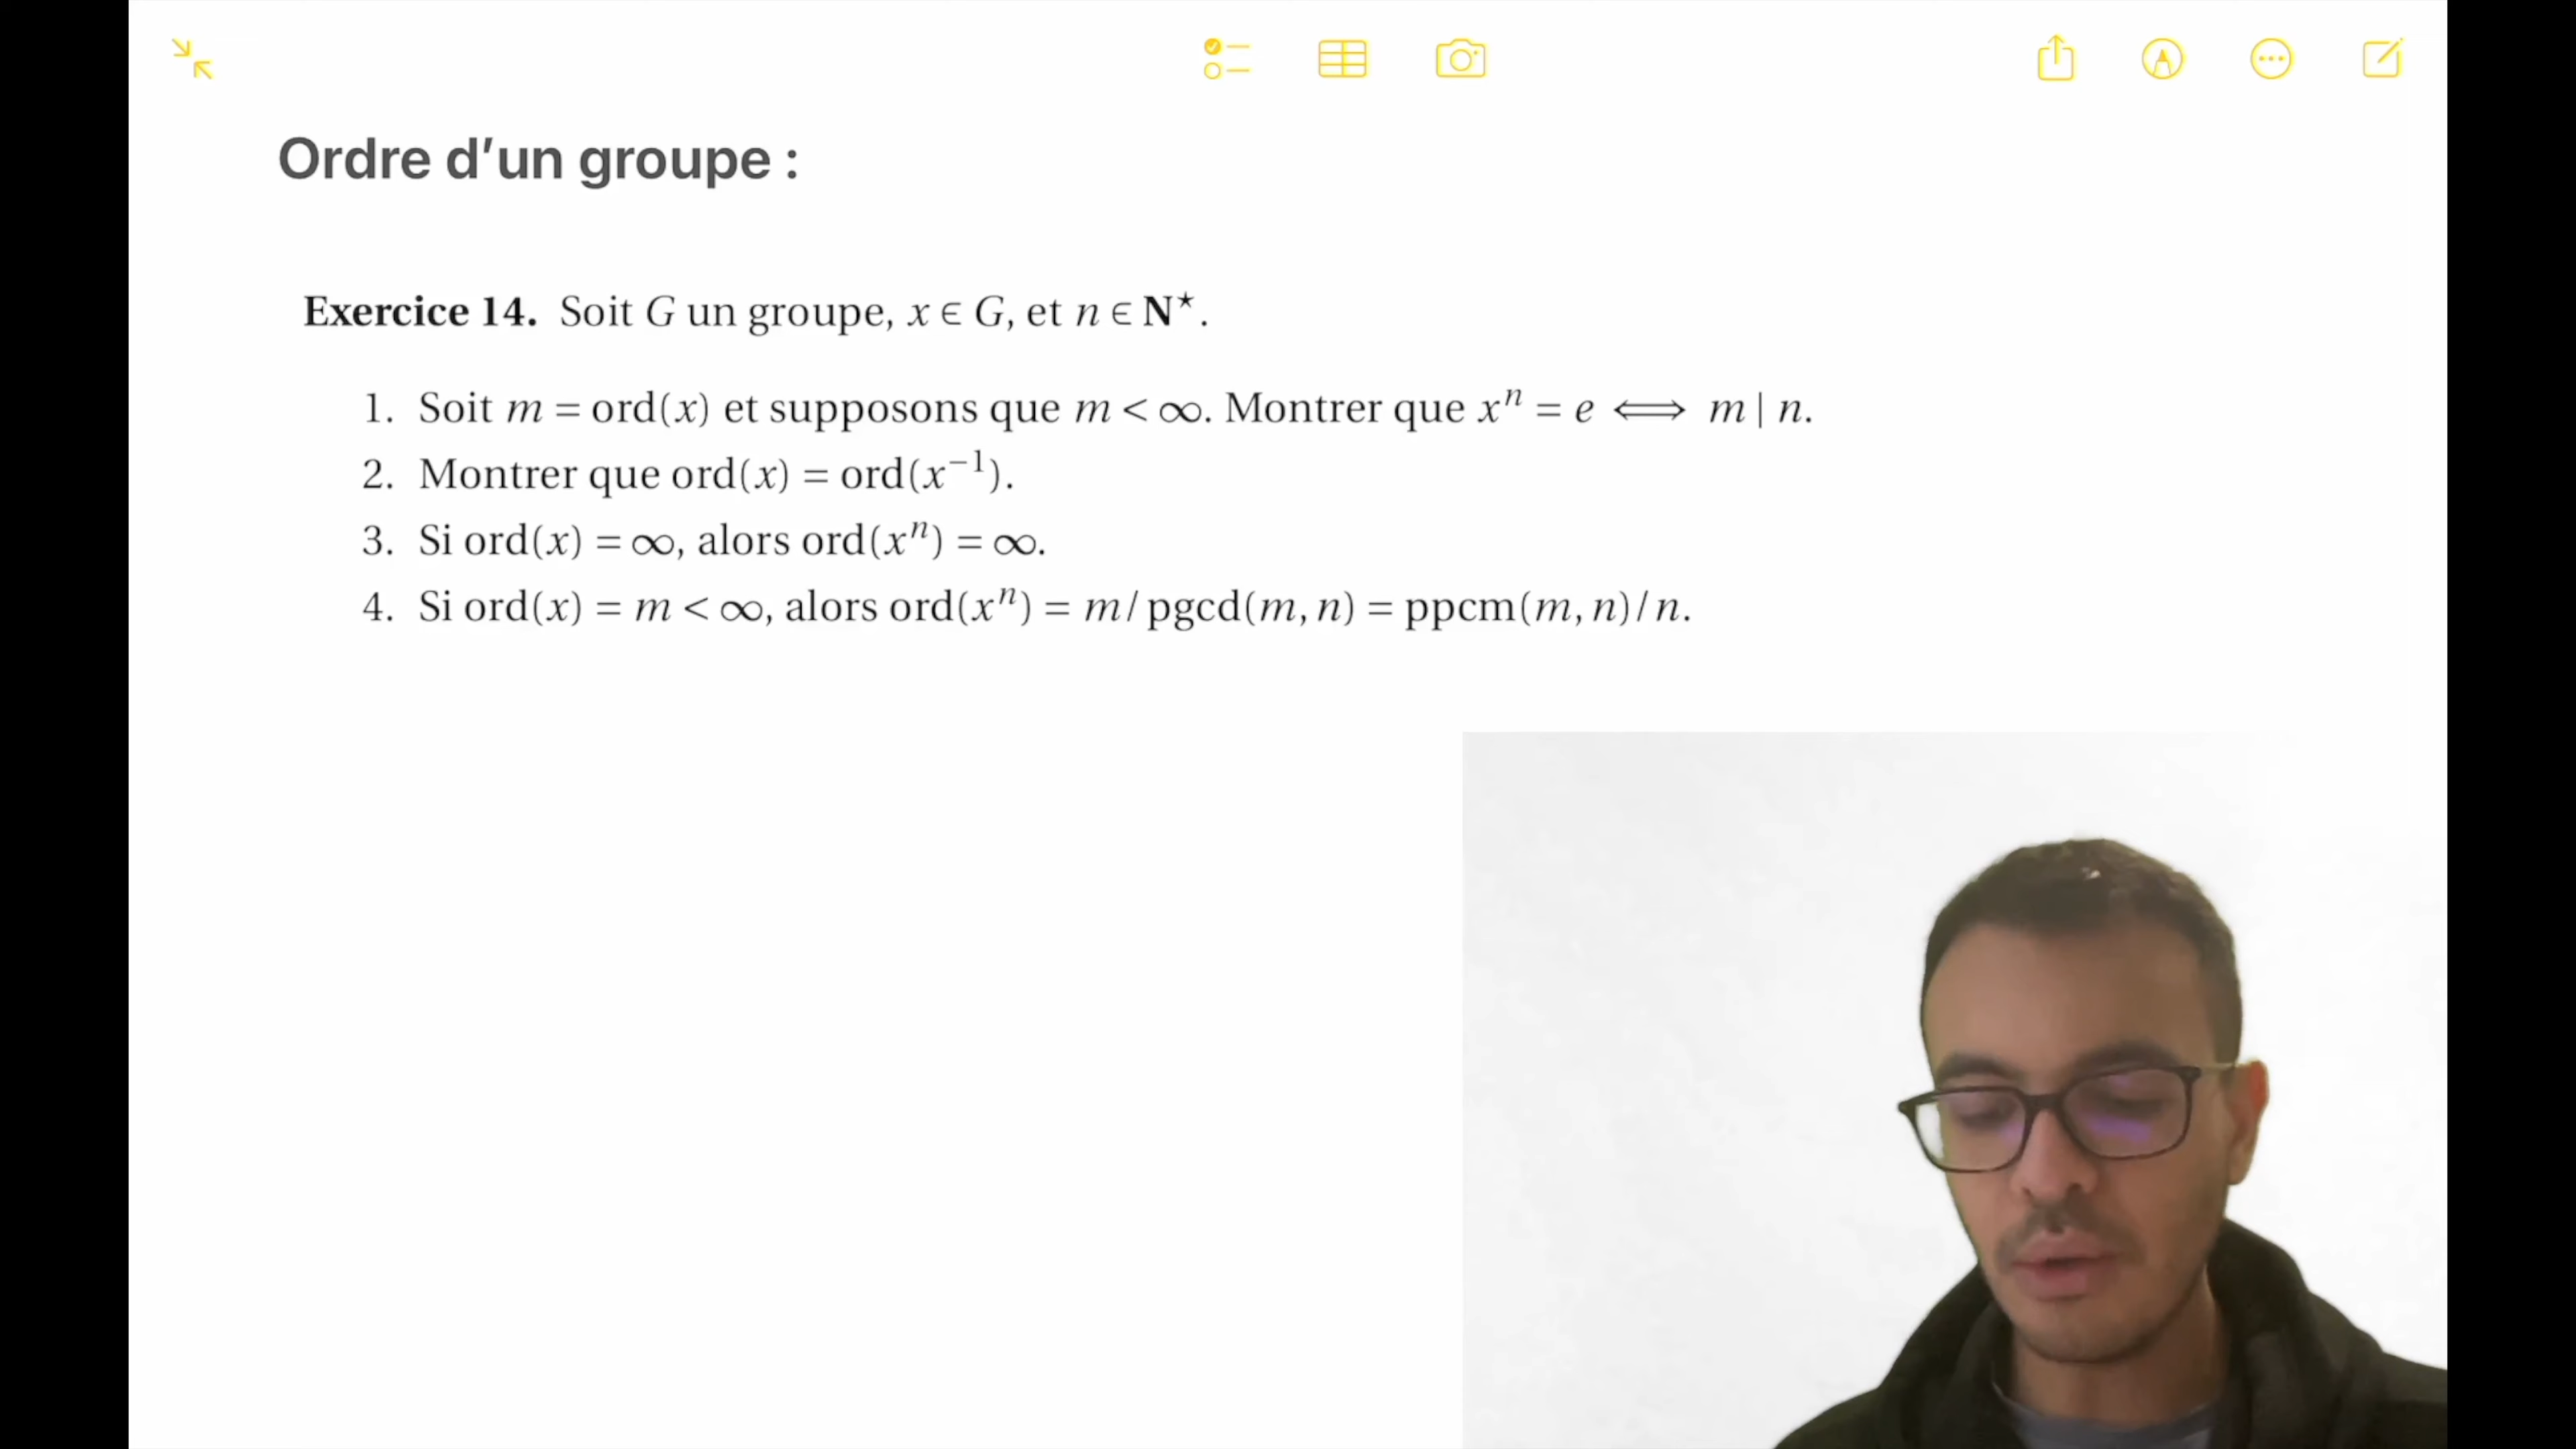 Ordre d’un groupe :
Exercice 14. Soit G un groupe, x ∈ G, et n ∈ N⋆.
1. Soit m = ord(x) et supposons que m < ∞. Montrer que xⁿ = e ⟺ m | n.
2. Montrer que ord(x) = ord(x⁻¹).
3. Si ord(x) = ∞, alors ord(xⁿ) = ∞.
4. Si ord(x) = m < ∞, alors ord(xⁿ) = m/ pgcd(m, n) = ppcm(m, n)/n.